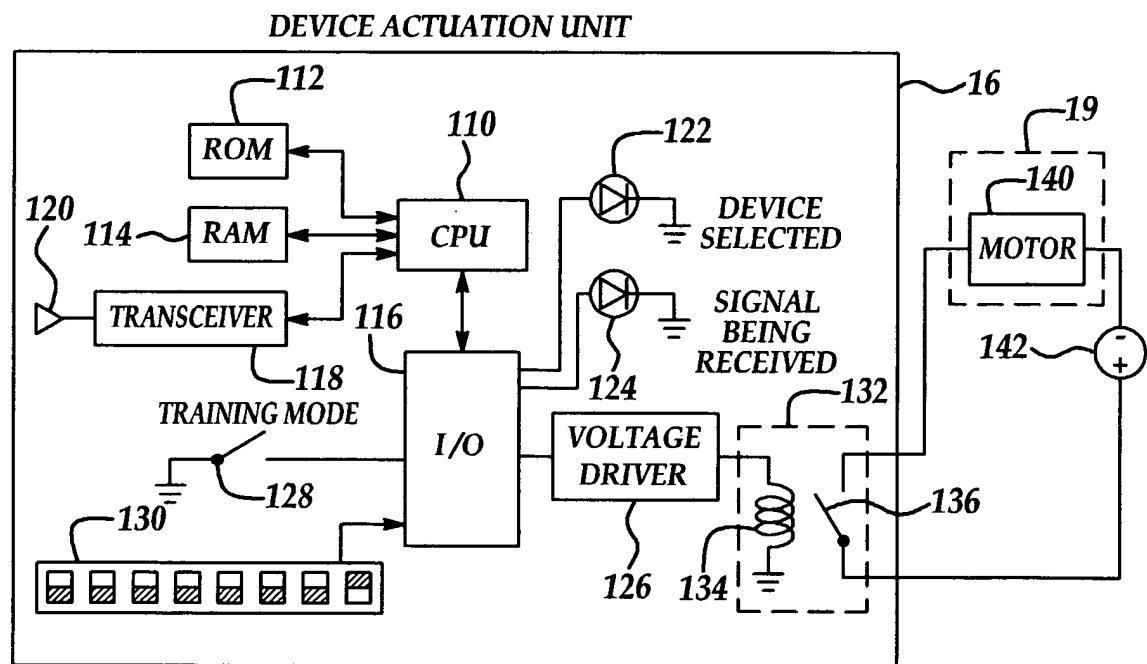 DEVICE ACTUATION UNIT
112
ROM
110
122
16
19
120
114
RAM
CPU
DEVICE
SELECTED
140
MOTOR
TRANSCEIVER
116
118
124
SIGNAL
BEING
RECEIVED
142
-
+
TRAINING MODE
128
I/O
VOLTAGE
DRIVER
132
136
130
126
134